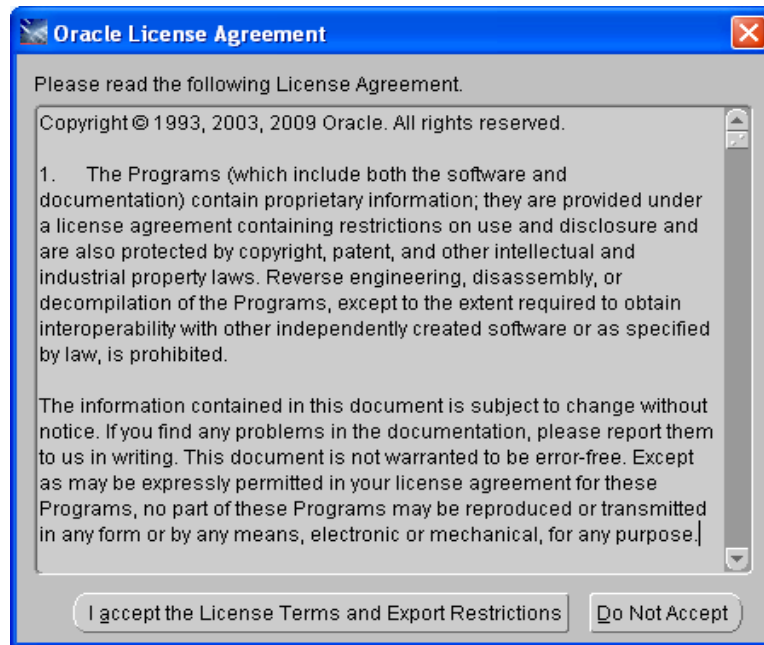 Oracle License Agreement
Please read the following License Agreement.
Copyright © 1993, 2003, 2009 Oracle. All rights reserved.
1. The Programs (which include both the software and
documentation) contain proprietary information; they are provided under
a license agreement containing restrictions on use and disclosure and
are also protected by copyright, patent, and other intellectual and
industrial property laws. Reverse engineering, disassembly, or
decompilation of the Programs, except to the extent required to obtain
interoperability with other independently created software or as specified
by law, is prohibited.
The information contained in this document is subject to change without
notice. If you find any problems in the documentation, please report them
to us in writing. This document is not warranted to be error-free. Except
as may be expressly permitted in your license agreement for these
Programs, no part of these Programs may be reproduced or transmitted
in any form or by any means, electronic or mechanical, for any purpose.
I accept the License Terms and Export Restrictions
Do Not Accept